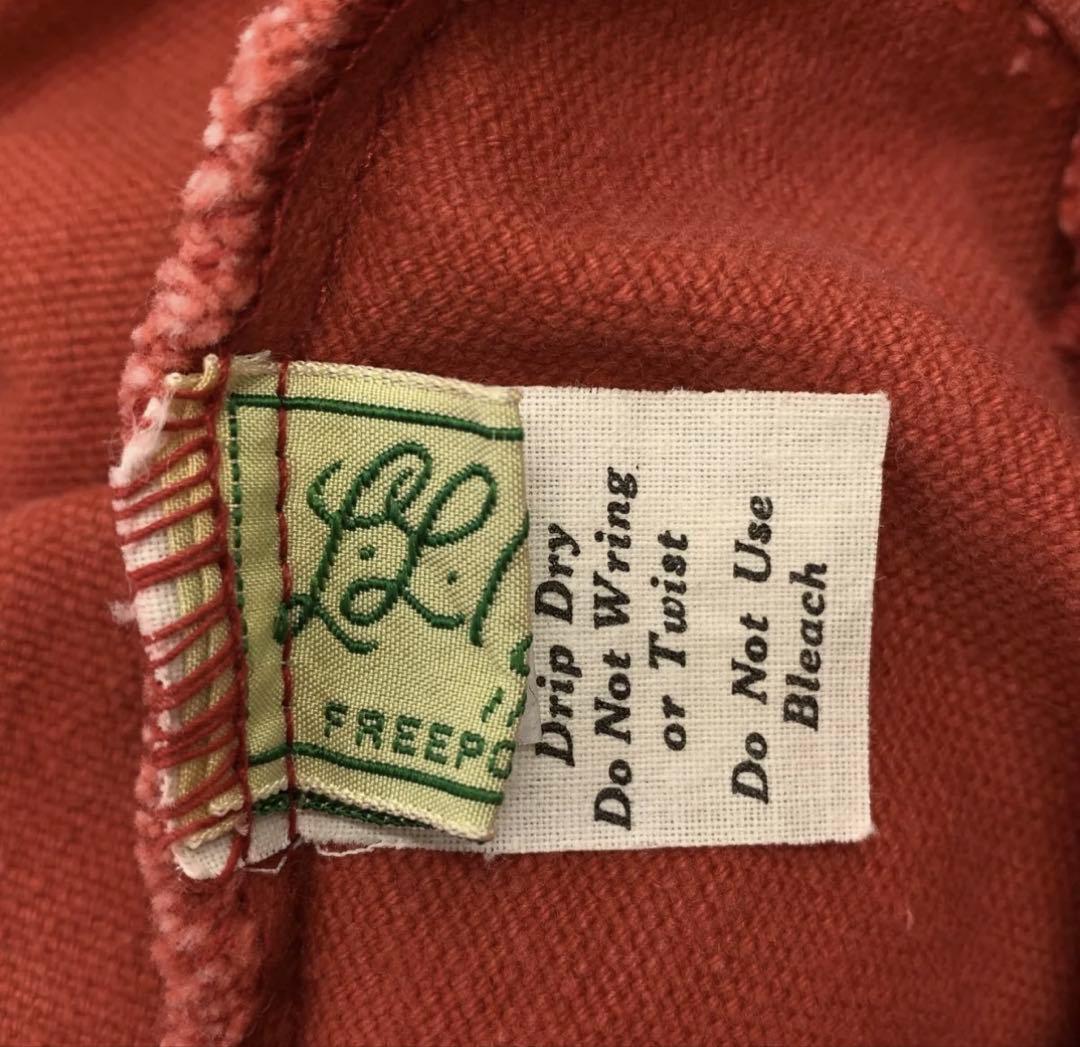 L.L.
FREEPO
Drip Dry
Do Not Wring
or Twist
Do Not Use
Bleach